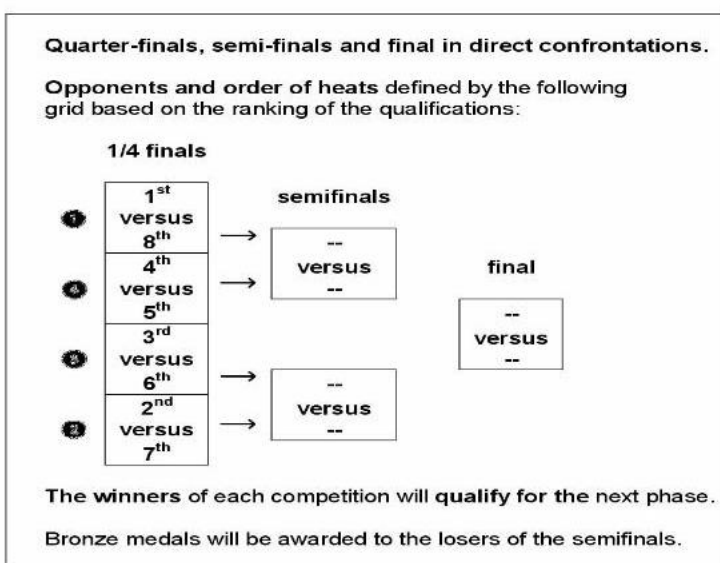 Quarter-finals, semi-finals and final in direct confrontations.
Opponents and order of heats defined by the following
grid based on the ranking of the qualifications:
1/4 finals
1st
versus
8th
4th
versus
5th
3rd
versus
6th
2nd
versus
7th
semifinals
--
versus
--
--
versus
--
final
--
versus
--
The winners of each competition will qualify for the next phase.
Bronze medals will be awarded to the losers of the semifinals.